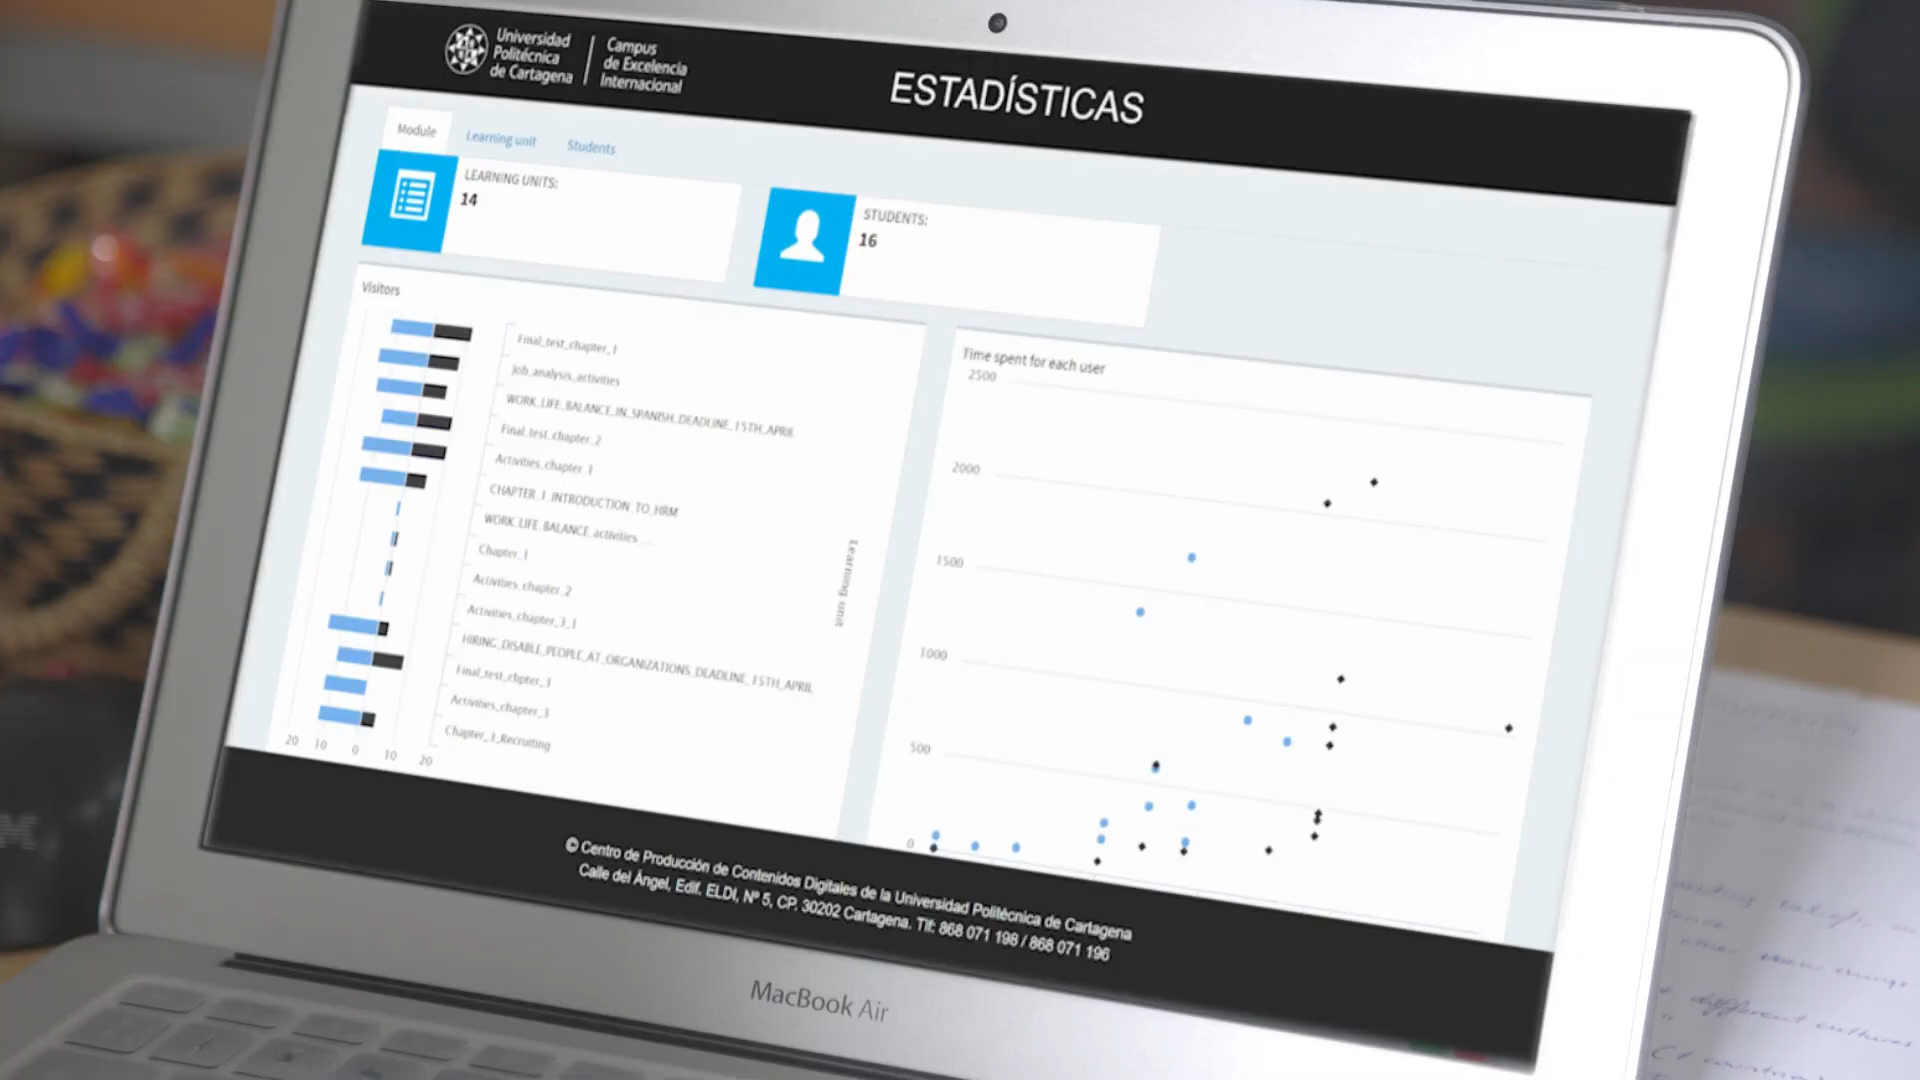 Universidad
Politécnica
de Cartagena
Campus
de Excelencia
Internacional
ESTADÍSTICAS
Module
Learning unit
Students
LEARNING UNITS:
14
STUDENTS:
16
Visitors
Final_test_chapter_1
Job_analysis_activities
WORK_LIFE_BALANCE_IN_SPANISH_DEADLINE_15TH_APRIL
Final_test_chapter_2
Activities_chapter_1
CHAPTER_1_INTRODUCTION_TO_HRM
WORK_LIFE_BALANCE_activities
Chapter_1
Activities_chapter_2
Activities_chapter_3_1
HIRING_DISABLE_PEOPLE_AT_ORGANIZATIONS_DEADLINE_15TH_APRIL
Final_test_chpter_3
Activities_chapter_3
Chapter_1_Recruiting
Learning unit
20 10 0 10 20
Time spent for each user
2500
2000
1500
1000
500
0
© Centro de Producción de Contenidos Digitales de la Universidad Politécnica de Cartagena
Calle del Ángel, Edif. ELDI, Nº 5, CP. 30202 Cartagena. Tlf: 868 071 198 / 868 071 196
MacBook Air
different cultures